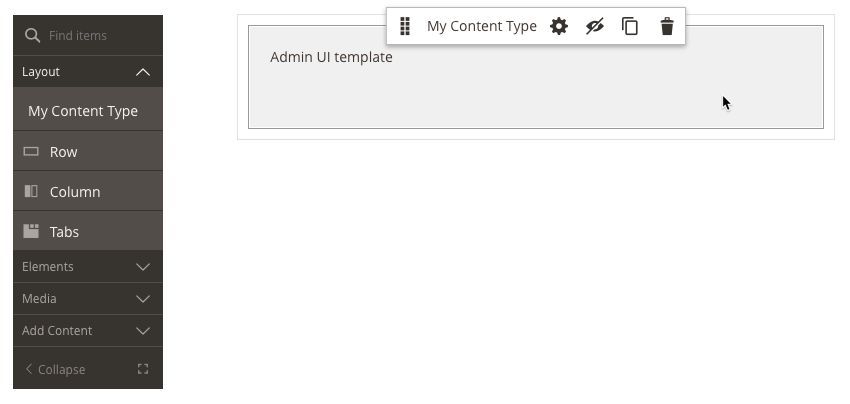 Find items
Layout
My Content Type
Row
Column
Tabs
Elements
Media
Add Content
Collapse
My Content Type
Admin UI template